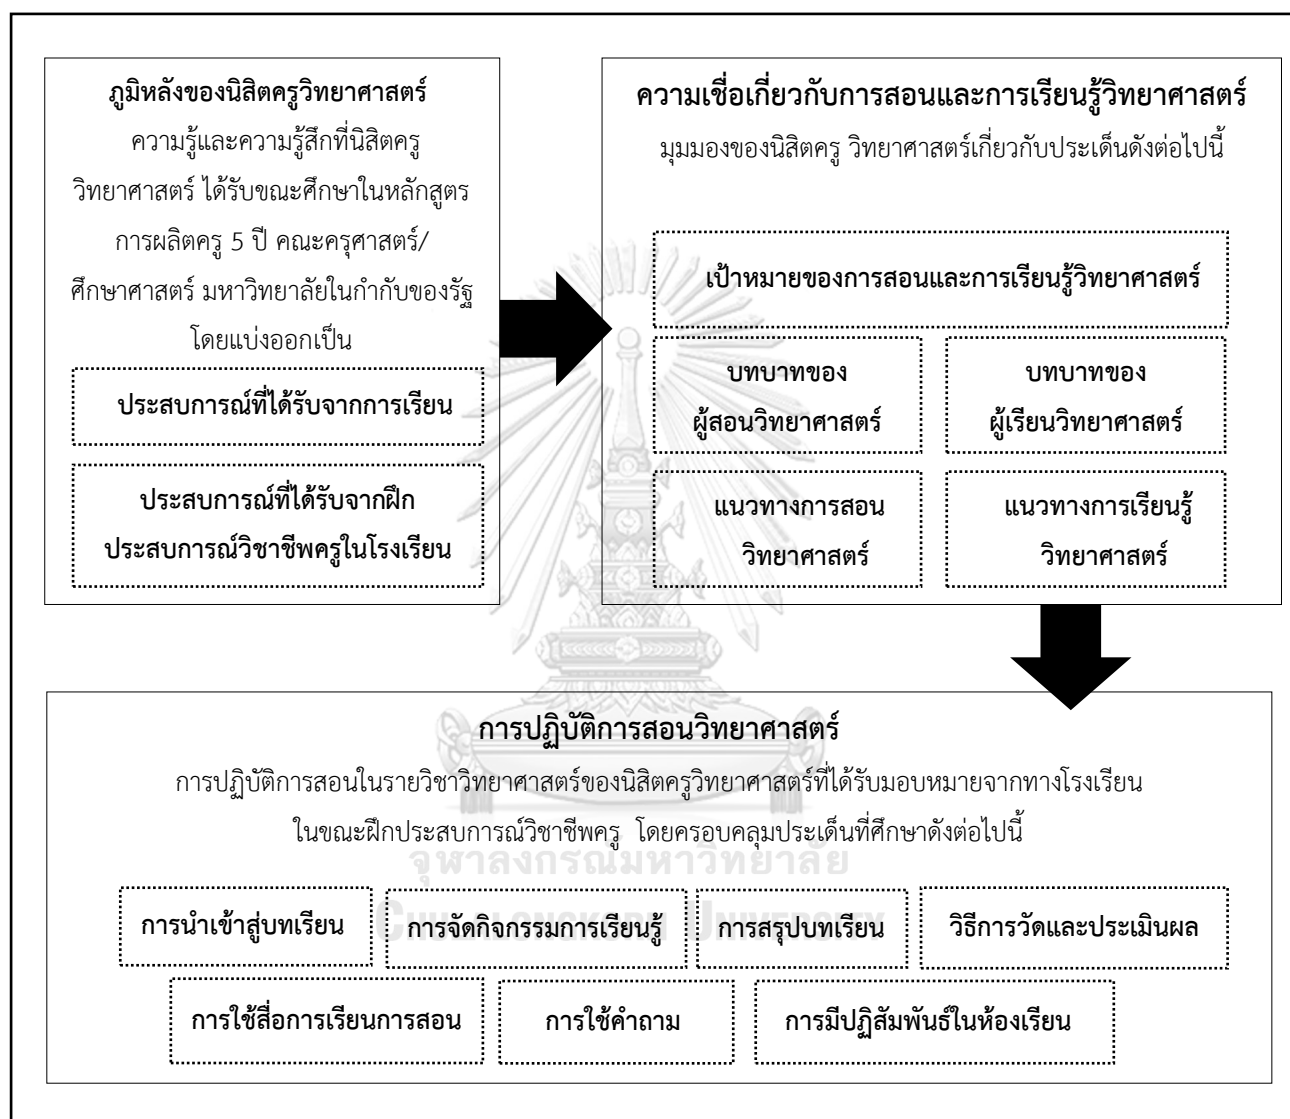 ภูมิหลังของนิสิตครูวิทยาศาสตร์
ความรู้และความรู้สึกที่นิสิตครู
วิทยาศาสตร์ ได้รับขณะศึกษาในหลักสูตร
การผลิตครู 5 ปี คณะครุศาสตร์/
ศึกษาศาสตร์ มหาวิทยาลัยในกำกับของรัฐ
โดยแบ่งออกเป็น
ประสบการณ์ที่ได้รับจากการเรียน
ประสบการณ์ที่ได้รับจากฝึก
ประสบการณ์วิชาชีพครูในโรงเรียน
ความเชื่อเกี่ยวกับการสอนและการเรียนรู้วิทยาศาสตร์
มุมมองของนิสิตครู วิทยาศาสตร์เกี่ยวกับประเด็นดังต่อไปนี้
เป้าหมายของการสอนและการเรียนรู้วิทยาศาสตร์
บทบาทของ
ผู้สอนวิทยาศาสตร์
บทบาทของ
ผู้เรียนวิทยาศาสตร์
แนวทางการสอน
วิทยาศาสตร์
แนวทางการเรียนรู้
วิทยาศาสตร์
การปฏิบัติการสอนวิทยาศาสตร์
การปฏิบัติการสอนในรายวิชาวิทยาศาสตร์ของนิสิตครูวิทยาศาสตร์ที่ได้รับมอบหมายจากทางโรงเรียน
ในขณะฝึกประสบการณ์วิชาชีพครู โดยครอบคลุมประเด็นที่ศึกษาดังต่อไปนี้
จุฬาลงกรณ์มหาวิทยาลัย
CHULALONGKORN UNIVERSITY
การนำเข้าสู่บทเรียน
การจัดกิจกรรมการเรียนรู้
การสรุปบทเรียน
วิธีการวัดและประเมินผล
การใช้สื่อการเรียนการสอน
การใช้คำถาม
การมีปฏิสัมพันธ์ในห้องเรียน